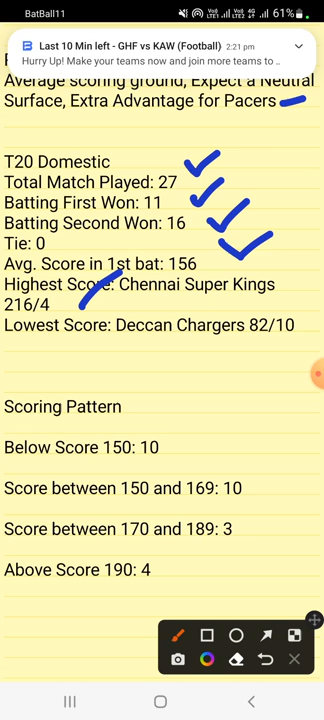 BatBall11
61%
Last 10 Min left - GHF vs KAW (Football) 2:21 pm
Hurry Up! Make your teams now and join more teams to ..
Average scoring ground, Expect a Neutral
Surface, Extra Advantage for Pacers
T20 Domestic
Total Match Played: 27
Batting First Won: 11
Batting Second Won: 16
Tie: 0
Avg. Score in 1st bat: 156
Highest Score: Chennai Super Kings
216/4
Lowest Score: Deccan Chargers 82/10
Scoring Pattern
Below Score 150: 10
Score between 150 and 169: 10
Score between 170 and 189: 3
Above Score 190: 4